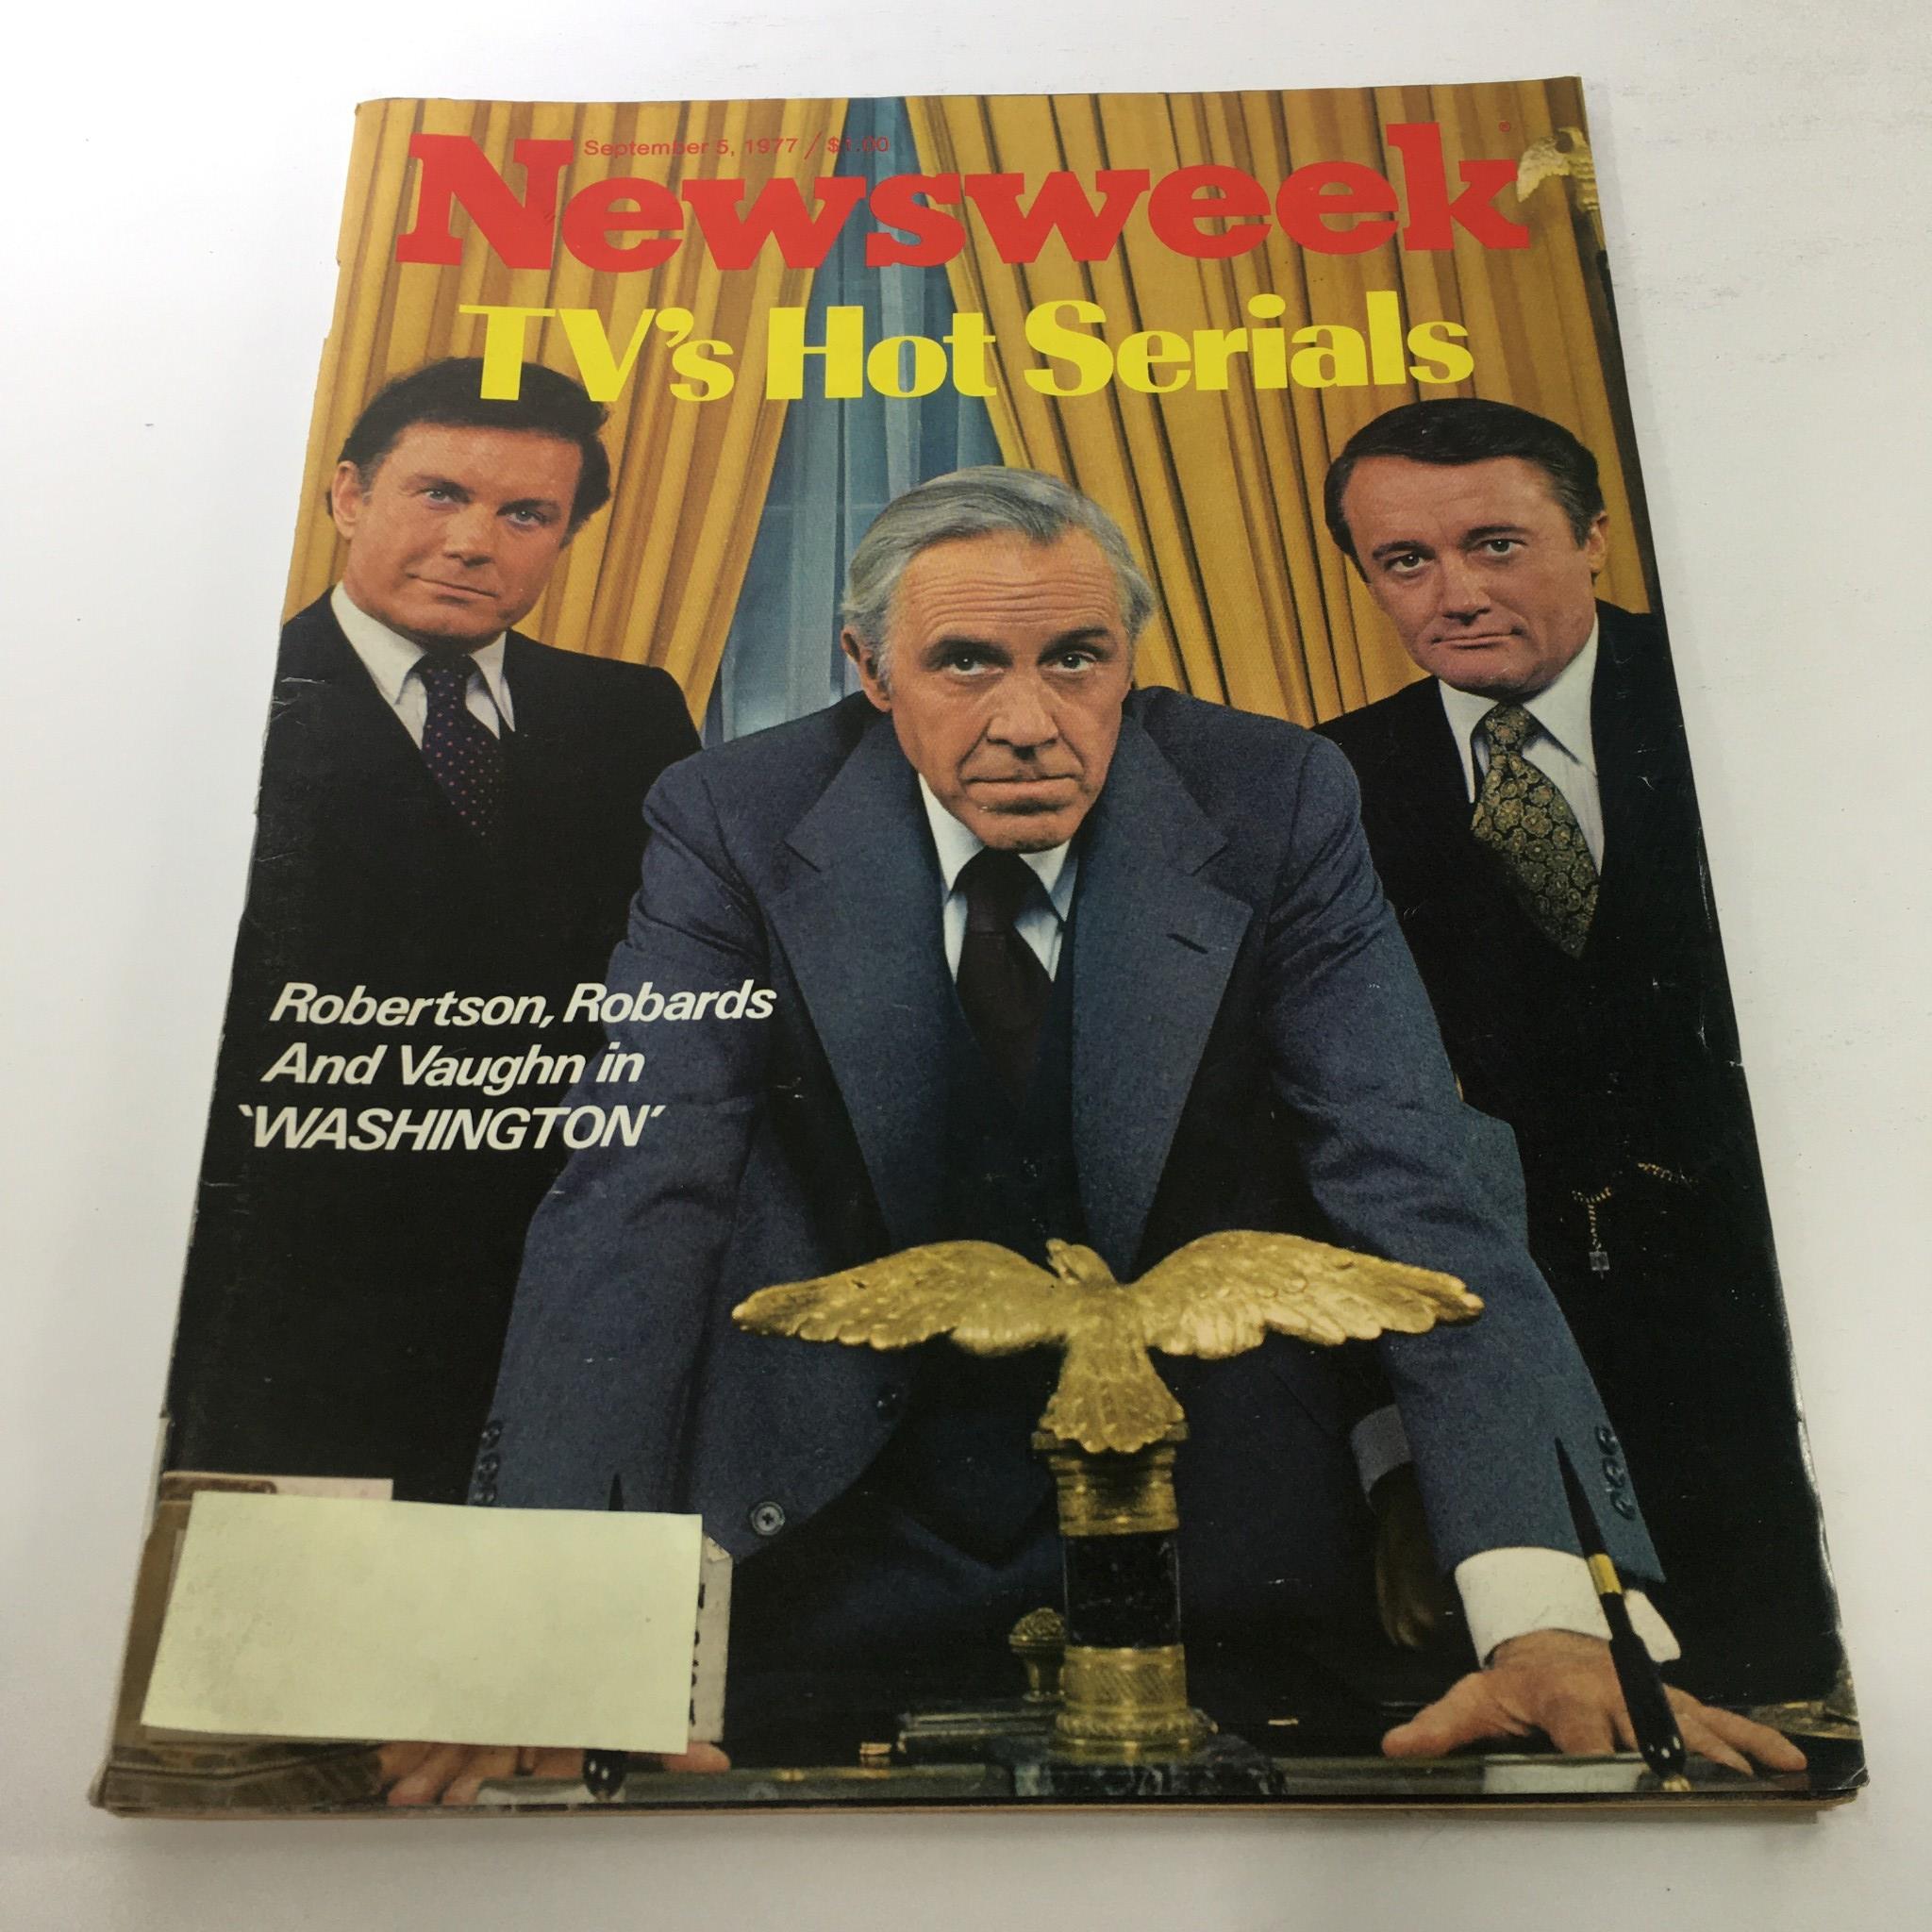 September 5, 1977 / $1.00
Newsweek®
TV's Hot Serials
Robertson, Robards
And Vaughn in
‘WASHINGTON’